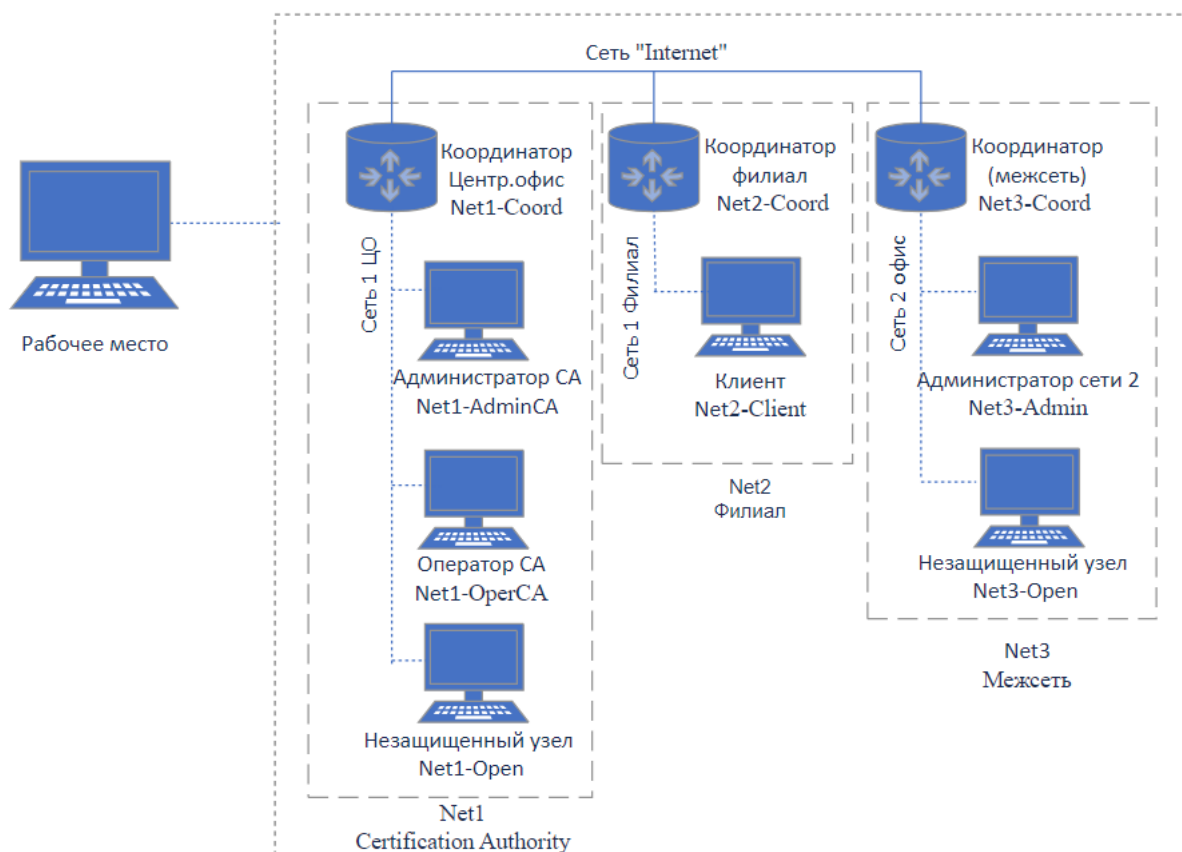 Сеть "Internet"
Координатор
Центр.офис
Net1-Coord
Координатор
филиал
Net2-Coord
Координатор
(межсеть)
Net3-Coord
Рабочее место
Сеть 1 ЦО
Администратор CA
Net1-AdminCA
Оператор CA
Net1-OperCA
Незащищенный узел
Net1-Open
Net1
Certification Authority
Сеть 1 Филиал
Клиент
Net2-Client
Net2
Филиал
Сеть 2 офис
Администратор сети 2
Net3-Admin
Незащищенный узел
Net3-Open
Net3
Межсеть